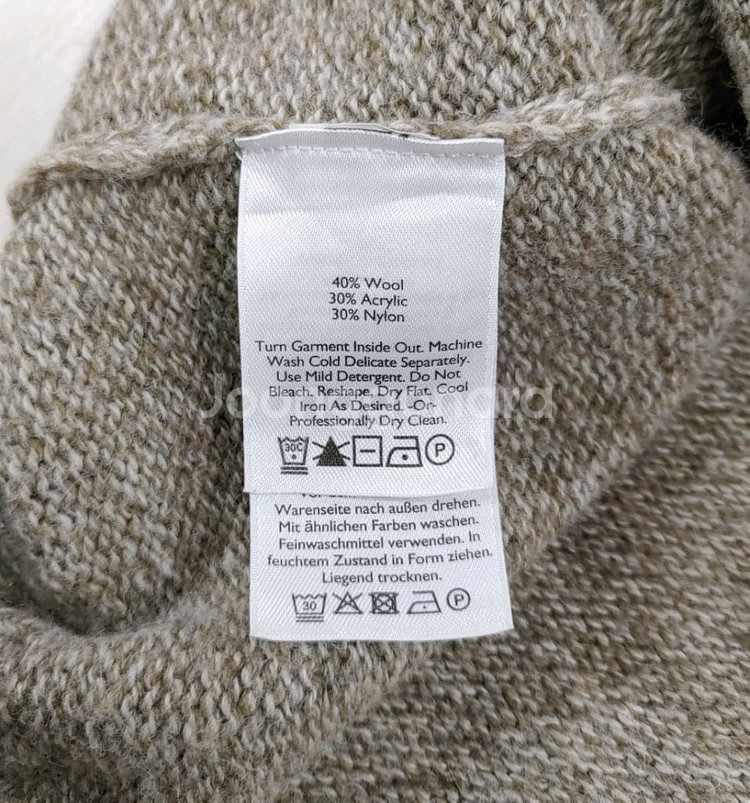 40% Wool
30% Acrylic
30% Nylon
Turn Garment Inside Out. Machine
Wash Cold Delicate Separately.
Use Mild Detergent. Do Not
Bleach. Reshape, Dry Flat. Cool
Iron As Desired. -Or-
Professionally Dry Clean.
30C P
Warenseite nach außen drehen.
Mit ähnlichen Farben waschen.
Feinwaschmittel verwenden. In
feuchtem Zustand in Form ziehen.
Liegend trocknen.
30 P